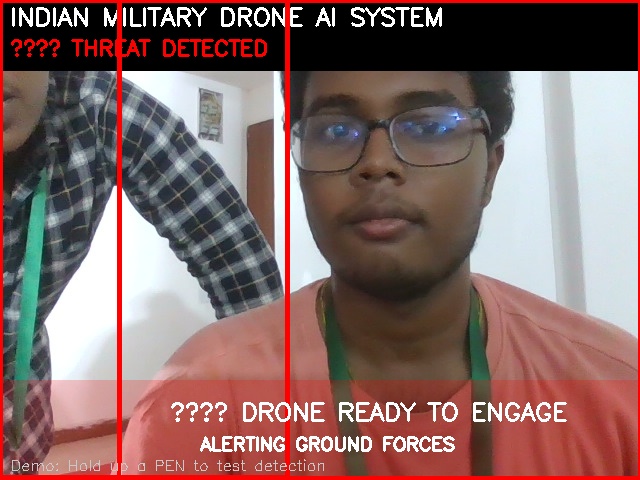 INDIAN MILITARY DRONE AI SYSTEM
???? THREAT DETECTED
???? DRONE READY TO ENGAGE
ALERTING GROUND FORCES
Demo: Hold up a PEN to test detection